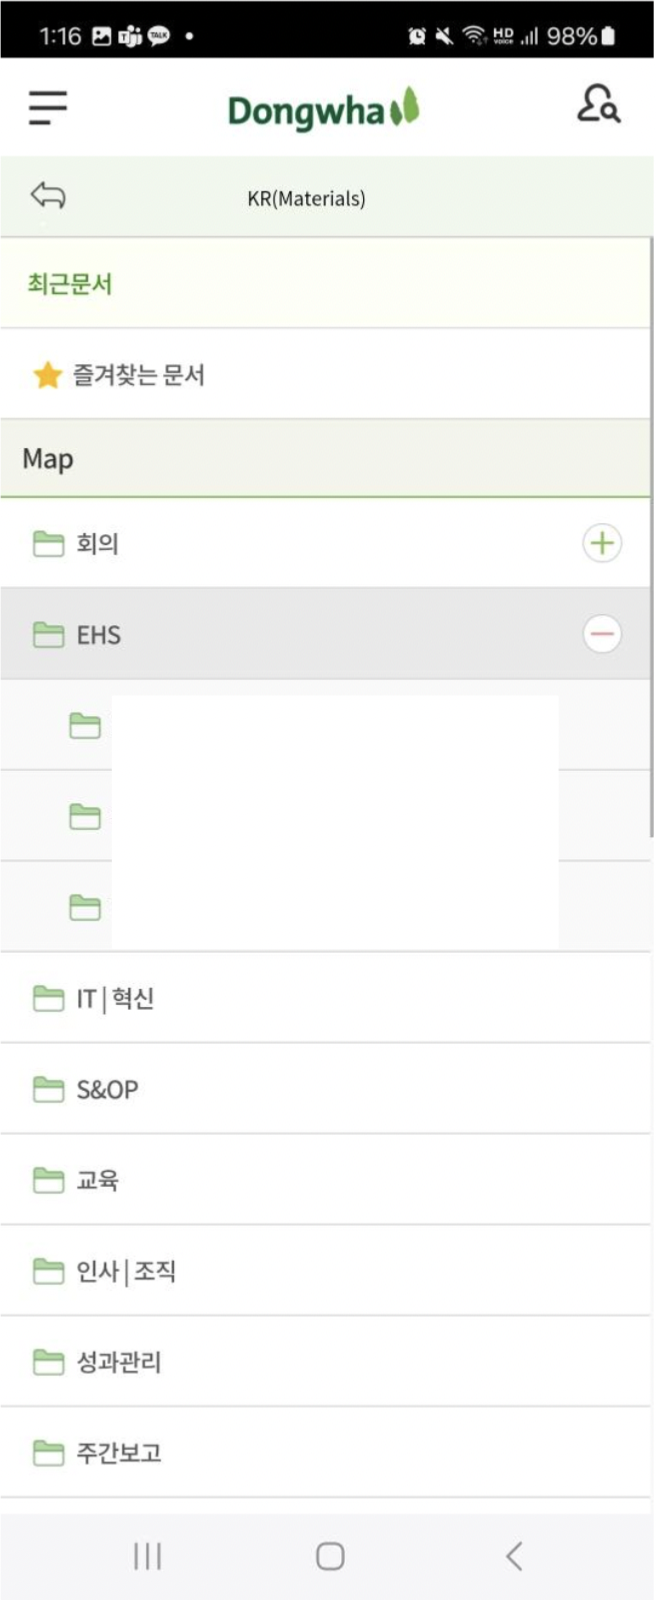 1:16 TALK HD voice 98%
Dongwha
KR(Materials)
최근문서
즐겨찾는 문서
Map
회의
EHS
IT | 혁신
S&OP
교육
인사 | 조직
성과관리
주간보고